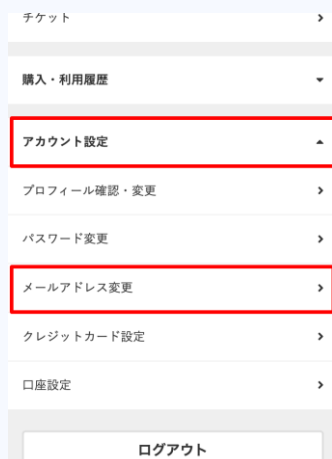 チケット
購入・利用履歴
アカウント設定
プロフィール確認・変更
パスワード変更
メールアドレス変更
クレジットカード設定
口座設定
ログアウト